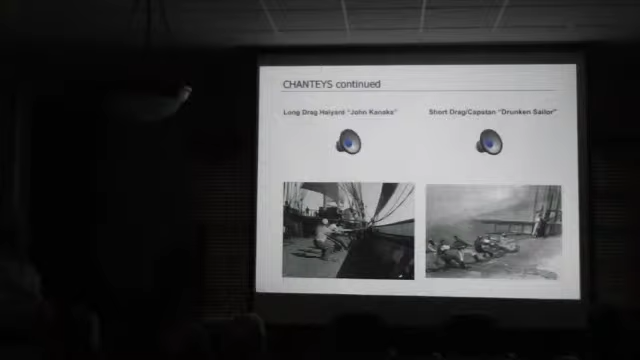 CHANTEYS continued
Long Drag Halyard "John Kanaka"
Short Drag/Capstan "Drunken Sailor"